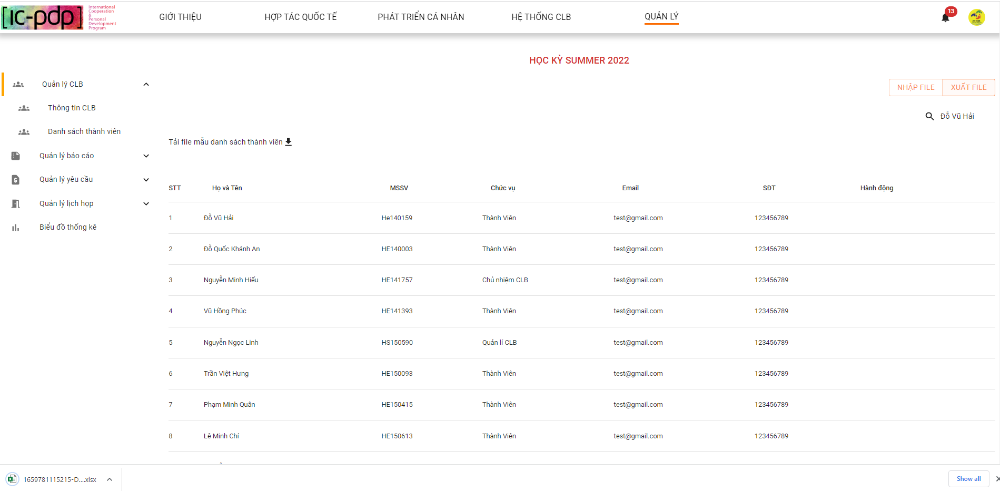 [ic-pdp]
International
Cooperation
&
Personal
Development
Program
GIỚI THIỆU
HỢP TÁC QUỐC TẾ
PHÁT TRIỂN CÁ NHÂN
HỆ THỐNG CLB
QUẢN LÝ
13
HỌC KỲ SUMMER 2022
Quản lý CLB
Thông tin CLB
Danh sách thành viên
Quản lý báo cáo
Quản lý yêu cầu
Quản lý lịch họp
Biểu đồ thống kê
NHẬP FILE XUẤT FILE
Đỗ Vũ Hải
Tải file mẫu danh sách thành viên
STT Họ và Tên MSSV Chức vụ Email SĐT Hành động
1 Đỗ Vũ Hải He140159 Thành Viên test@gmail.com 123456789
2 Đỗ Quốc Khánh An HE140003 Thành Viên test@gmail.com 123456789
3 Nguyễn Minh Hiếu HE141757 Chủ nhiệm CLB test@gmail.com 123456789
4 Vũ Hồng Phúc HE141393 Thành Viên test@gmail.com 123456789
5 Nguyễn Ngọc Linh HS150590 Quản lí CLB test@gmail.com 123456789
6 Trần Việt Hưng HE150093 Thành Viên test@gmail.com 123456789
7 Phạm Minh Quân HE150415 Thành Viên test@gmail.com 123456789
8 Lê Minh Chí HE150613 Thành Viên test@gmail.com 123456789
1659781115215-D....xlsx
Show all